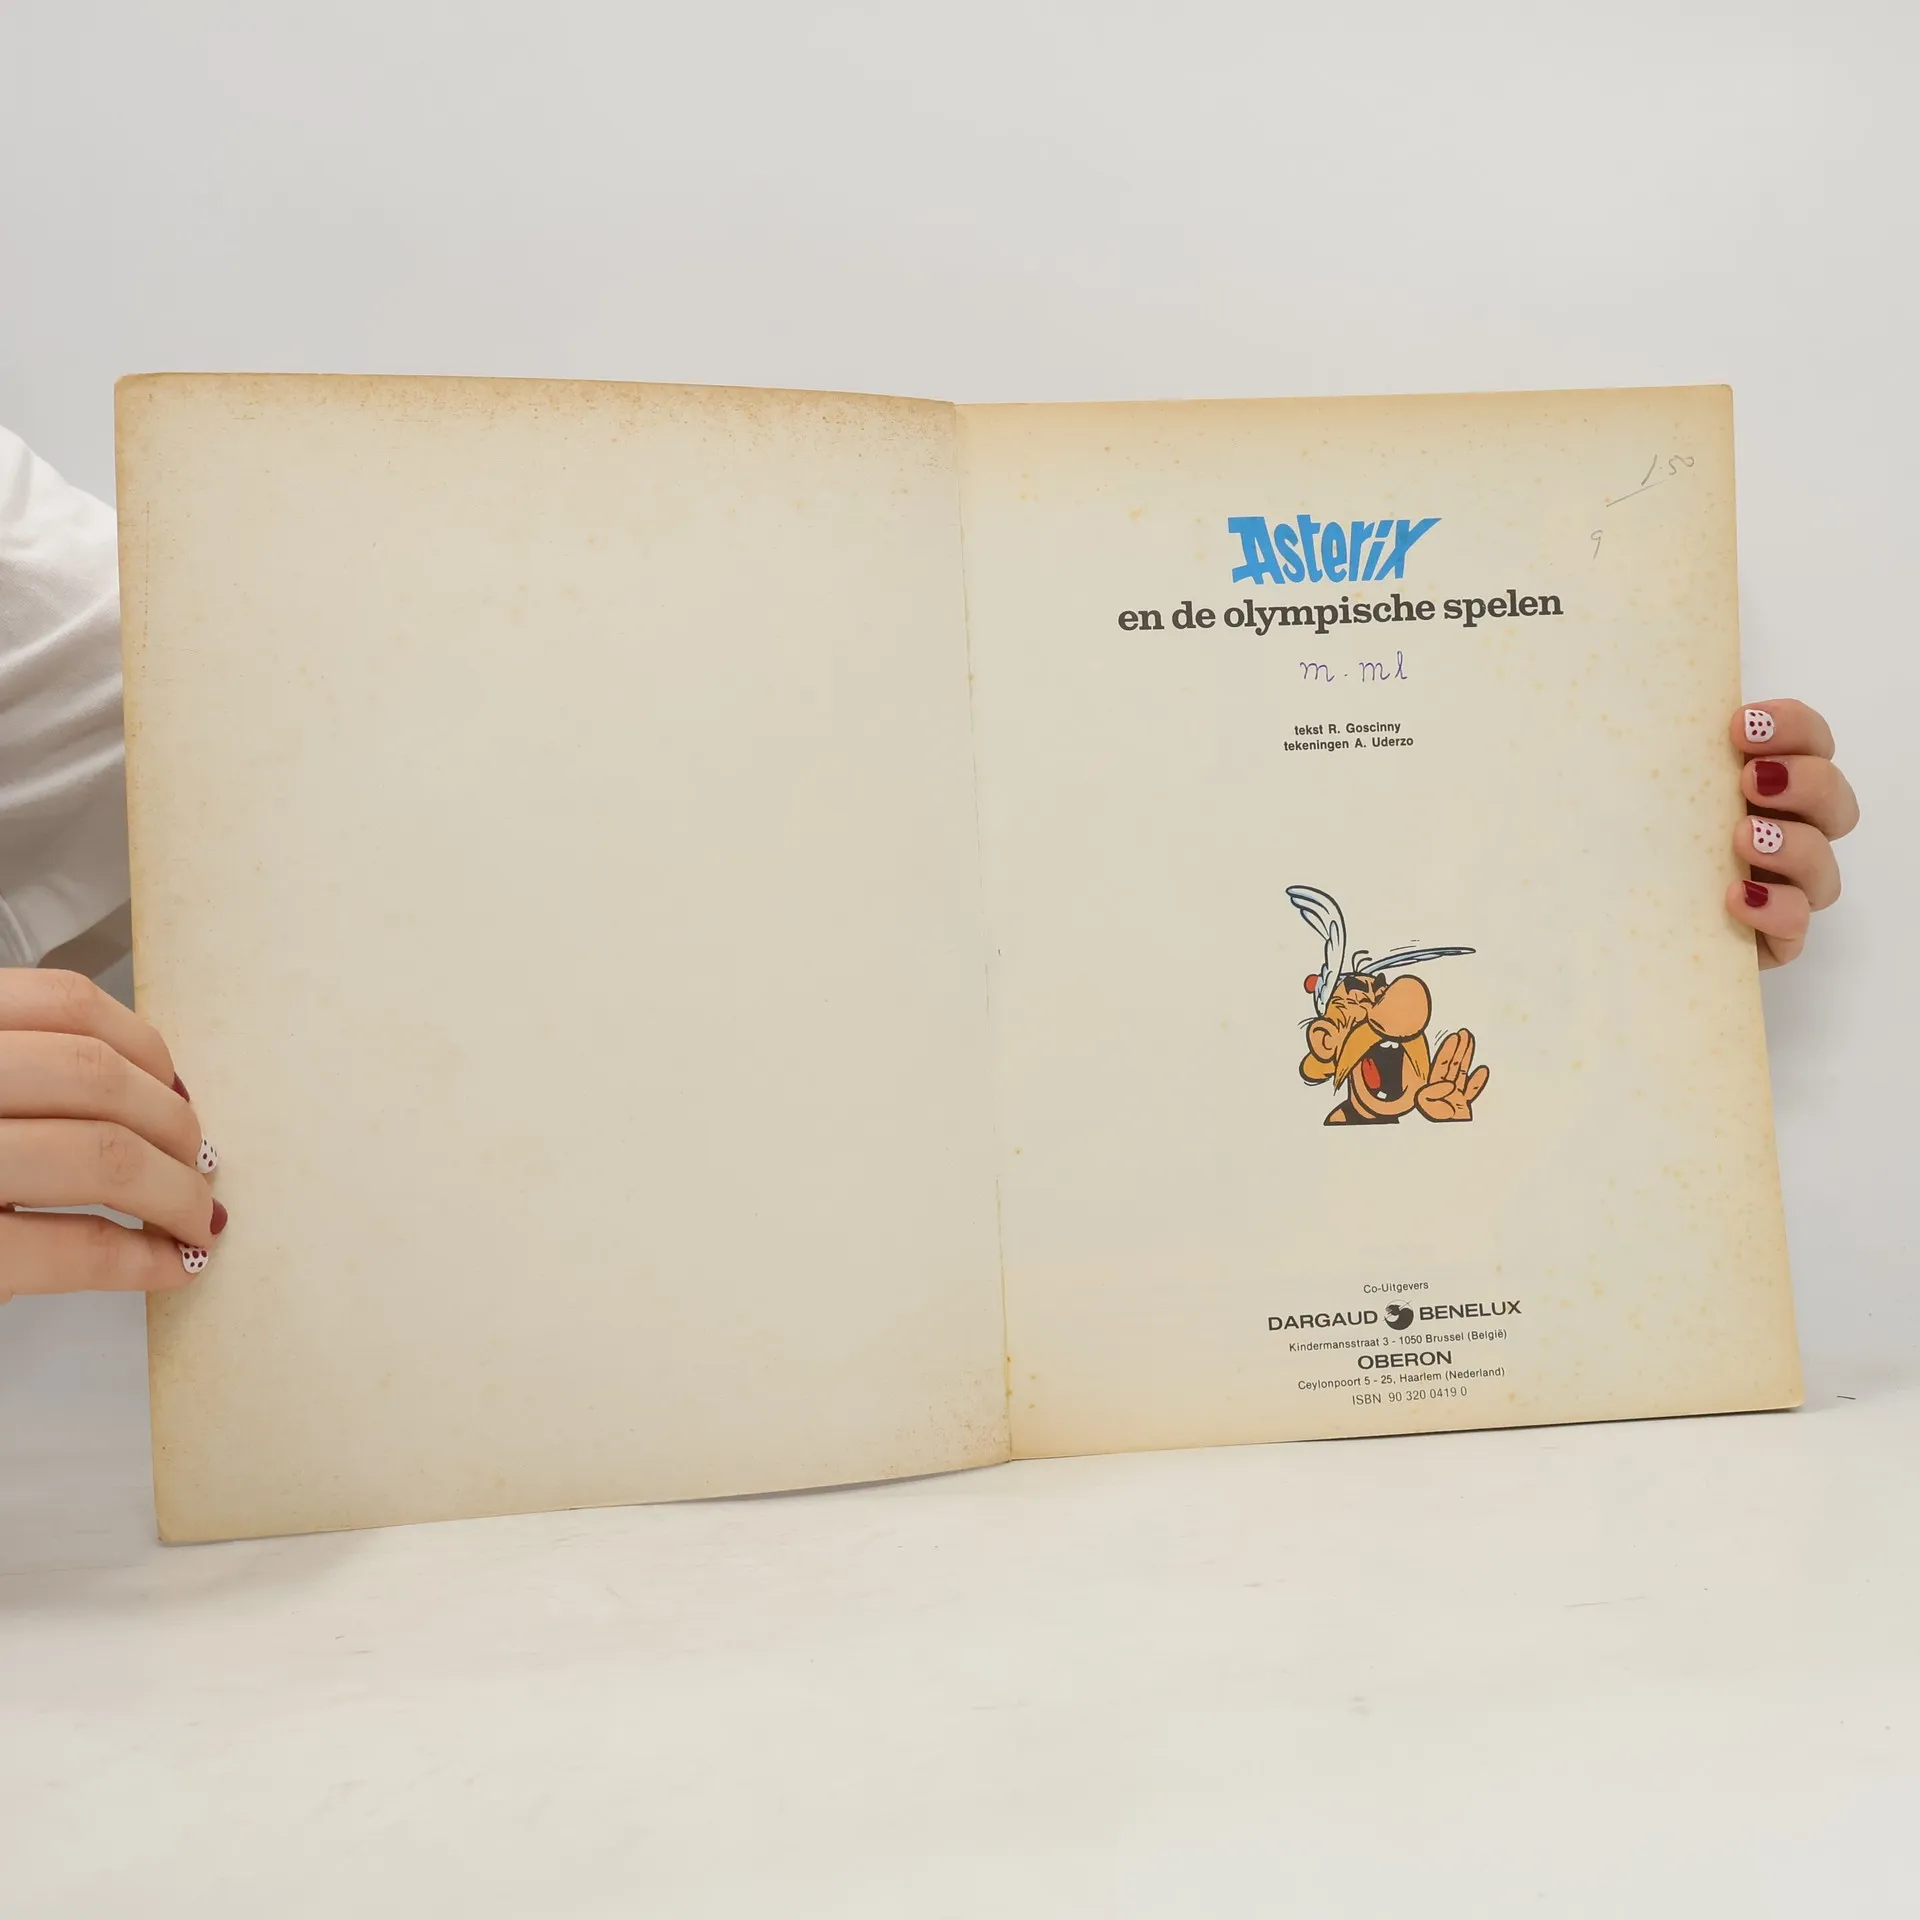 1.50
9
Asterix
en de olympische spelen
m. ml
tekst R. Goscinny
tekeningen A. Uderzo
Co-Uitgevers
DARGAUD BENELUX
Kindermansstraat 3 - 1050 Brussel (België)
OBERON
Ceylonpoort 5 - 25, Haarlem (Nederland)
ISBN 90 320 0419 0